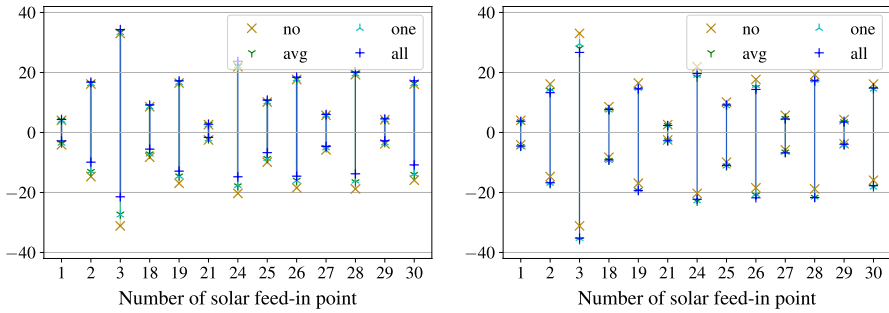 40
20
0
−20
−40
no
avg
one
all
1 2 3 18 19 21 24 25 26 27 28 29 30
Number of solar feed-in point
40
20
0
−20
−40
no
avg
one
all
1 2 3 18 19 21 24 25 26 27 28 29 30
Number of solar feed-in point